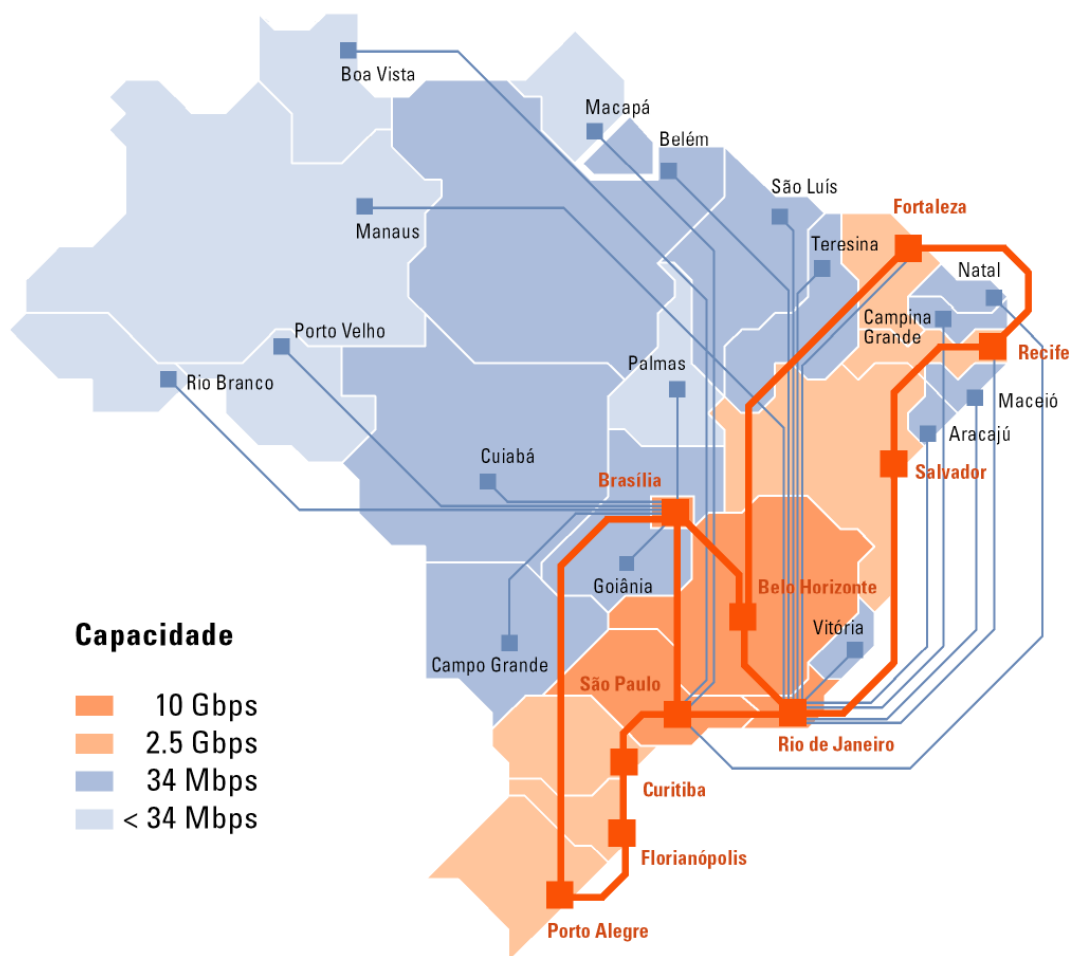 Boa Vista
Macapá
Belém
São Luís
Fortaleza
Manaus
Teresina
Natal
Campina
Grande
Porto Velho
Recife
Palmas
Rio Branco
Maceió
Aracajú
Cuiabá
Salvador
Brasília
Goiânia
Belo Horizonte
Vitória
Capacidade
Campo Grande
São Paulo
10 Gbps
2.5 Gbps
34 Mbps
< 34 Mbps
Rio de Janeiro
Curitiba
Florianópolis
Porto Alegre